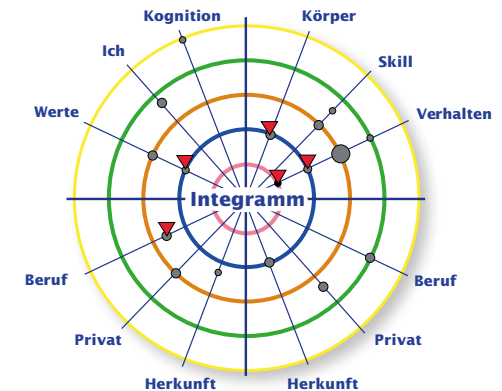 Kognition
Körper
Ich
Skill
Werte
Verhalten
Integramm
Beruf
Beruf
Privat
Privat
Herkunft
Herkunft